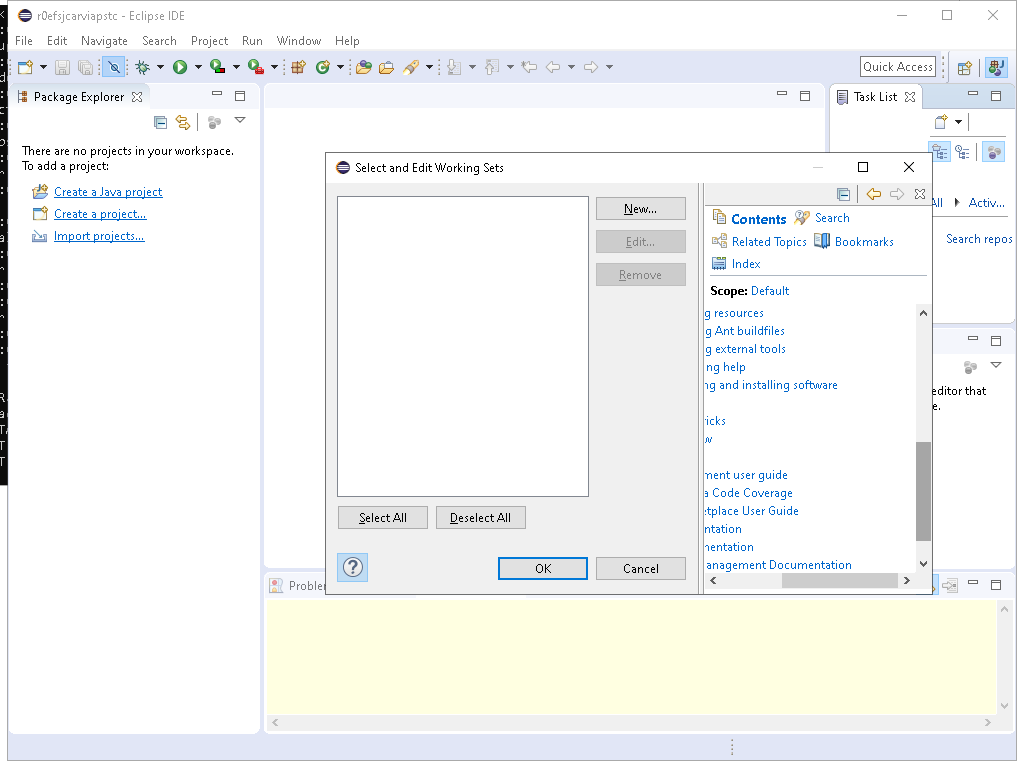 r0efsjcarviapstc - Eclipse IDE
File Edit Navigate Search Project Run Window Help
Quick Access
Package Explorer
Task List
There are no projects in your workspace.
To add a project:
Create a Java project
Create a project...
Import projects...
Select and Edit Working Sets
New...
Edit...
Remove
Select All
Deselect All
OK
Cancel
Contents
Search
Related Topics
Bookmarks
Index
Scope: Default
g resources
g Ant buildfiles
g external tools
ng help
ng and installing software
ricks
w
ment user guide
a Code Coverage
etplace User Guide
ntation
nentation
anagement Documentation
All
Activ...
Search repos
editor that
e.
Problem